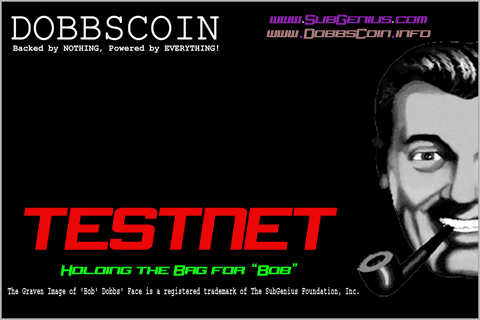 DOBBSCOIN
Backed by NOTHING, Powered by EVERYTHING!
www.SubGenius.com
www.DobbsCoin.info
TESTNET
Holding the Bag for “Bob”
The Graven Image of 'Bob' Dobbs' Face is a registered trademark of The SubGenius Foundation, Inc.